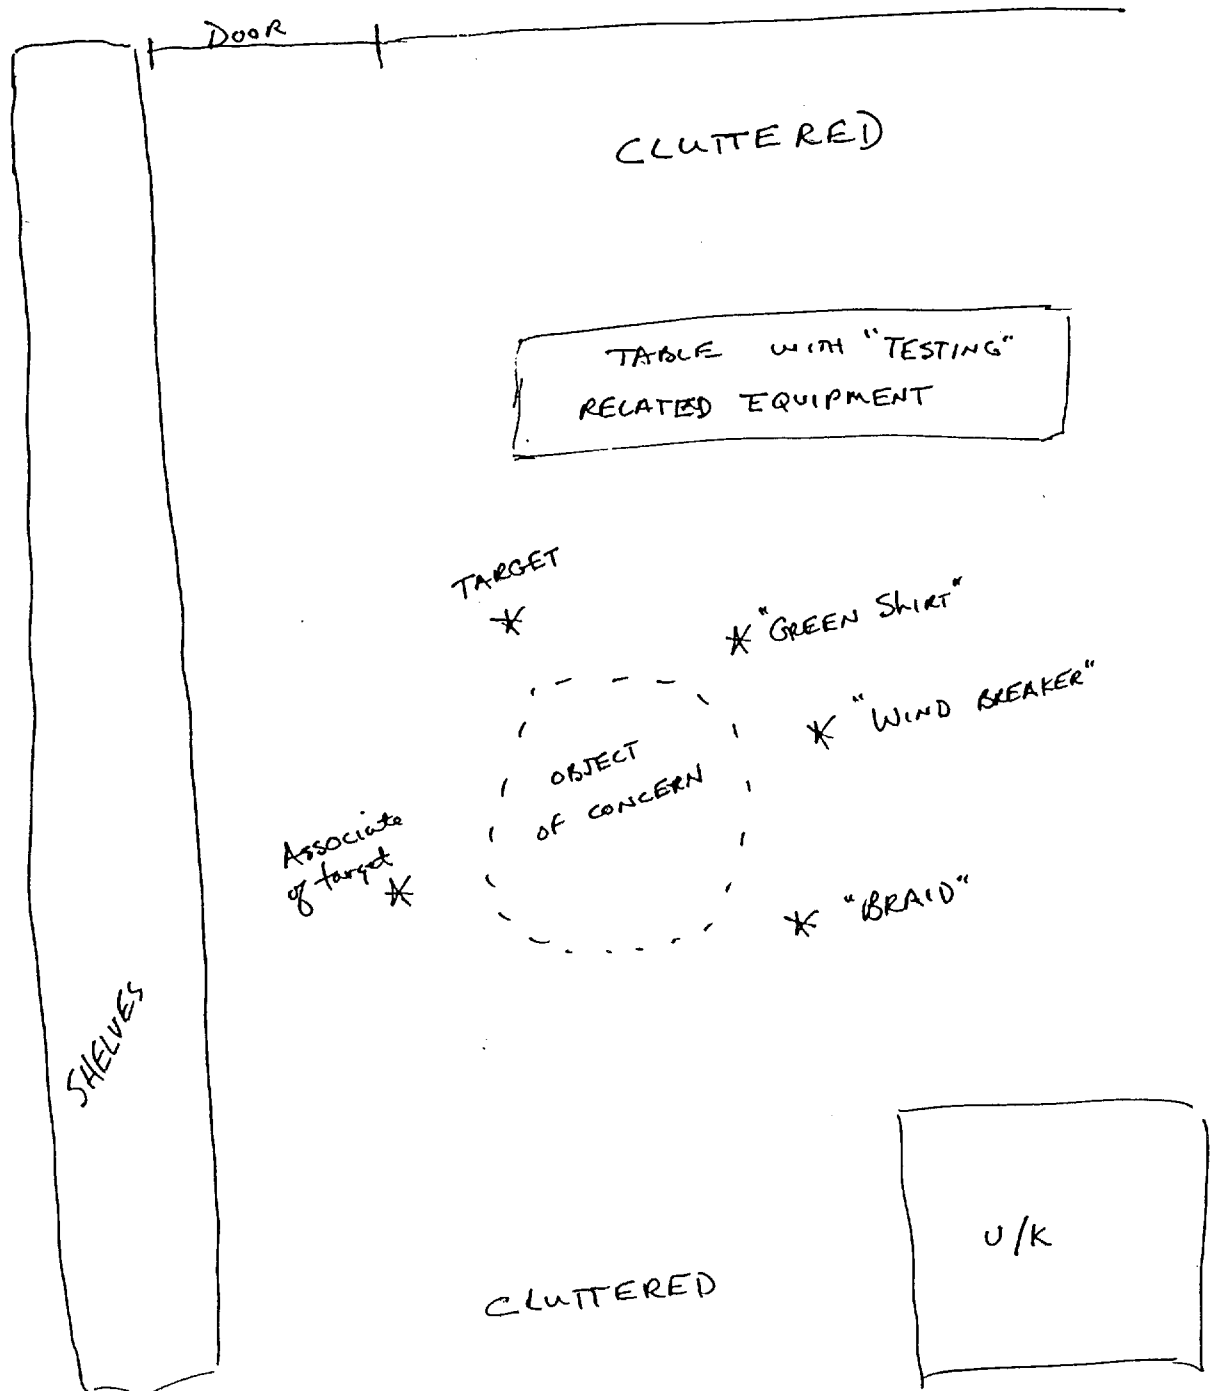 DOOR
CLUTTERED
TABLE WITH "TESTING"
RELATED EQUIPMENT
TARGET
"GREEN SHIRT"
"WIND BREAKER"
OBJECT
OF CONCERN
Associate
of target
"BRAID"
SHELVES
U/K
CLUTTERED